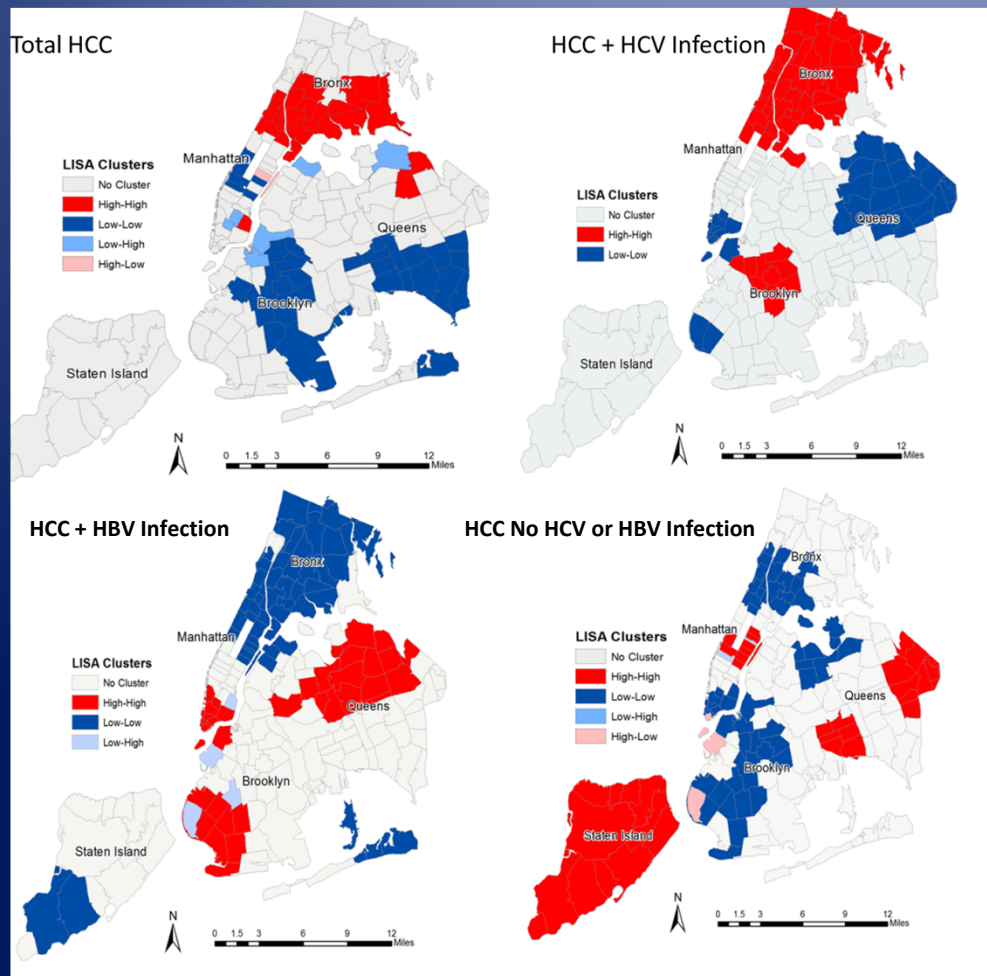 Total HCC
Bronx
Manhattan
LISA Clusters
No Cluster
High-High
Low-Low
Low-High
High-Low
Queens
Brooklyn
Staten Island
N
0 1.5 3 6 9 12
Miles
HCC + HCV Infection
Bronx
Manhattan
LISA Clusters
No Cluster
High-High
Low-Low
Queens
Brooklyn
Staten Island
N
0 1.5 3 6 9 12
Miles
HCC + HBV Infection
Bronx
Manhattan
LISA Clusters
No Cluster
High-High
Low-Low
Low-High
Queens
Brooklyn
Staten Island
N
0 1.5 3 6 9 12
Miles
HCC No HCV or HBV Infection
Bronx
Manhattan
LISA Clusters
No Cluster
High-High
Low-Low
Low-High
High-Low
Queens
Brooklyn
Staten Island
N
0 1.5 3 6 9 12
Miles